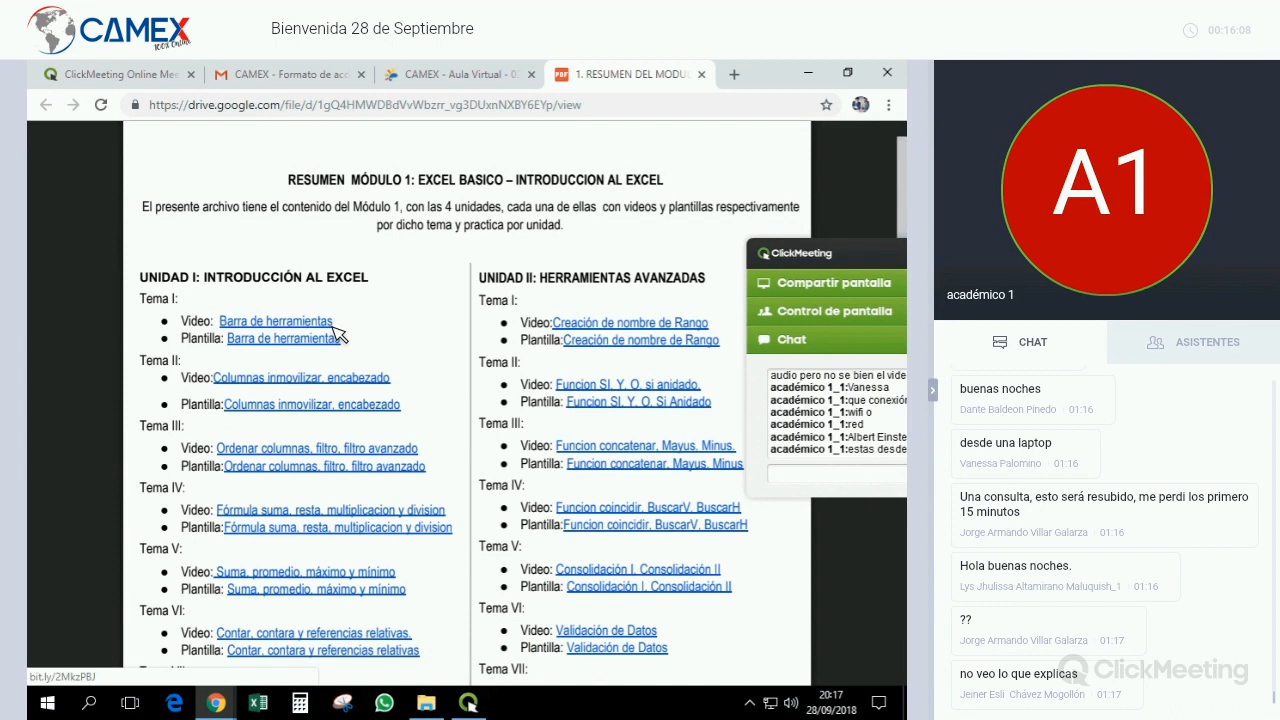 CAMEX
100% Online
Bienvenida 28 de Septiembre
00:16:08
ClickMeeting Online Mee
CAMEX - Formato de acc
CAMEX - Aula Virtual - 0
PDF
1. RESUMEN DEL MODU
https://drive.google.com/file/d/1gQ4HMWDBdVvWbzrr_vg3DUxnNXBY6EYp/view
RESUMEN MÓDULO 1: EXCEL BASICO – INTRODUCCION AL EXCEL
El presente archivo tiene el contenido del Módulo 1, con las 4 unidades, cada una de ellas con videos y plantillas respectivamente
por dicho tema y practica por unidad.
UNIDAD I: INTRODUCCIÓN AL EXCEL
Tema I:
Video: Barra de herramientas
Plantilla: Barra de herramientas
Tema II:
Video:Columnas inmovilizar, encabezado
Plantilla:Columnas inmovilizar, encabezado
Tema III:
Video: Ordenar columnas, filtro, filtro avanzado
Plantilla:Ordenar columnas, filtro, filtro avanzado
Tema IV:
Video: Fórmula suma, resta, multiplicacion y division
Plantilla:Fórmula suma, resta, multiplicacion y division
Tema V:
Video: Suma, promedio, máximo y mínimo
Plantilla: Suma, promedio, máximo y mínimo
Tema VI:
Video: Contar, contara y referencias relativas.
Plantilla: Contar, contara y referencias relativas
UNIDAD II: HERRAMIENTAS AVANZADAS
Tema I:
Video:Creación de nombre de Rango
Plantilla:Creación de nombre de Rango
Tema II:
Video: Funcion SI, Y, O, si anidado,
Plantilla: Funcion SI, Y, O, Si Anidado
Tema III:
Video: Funcion concatenar, Mayus, Minus.
Plantilla: Funcion concatenar, Mayus, Minus
Tema IV:
Video: Funcion coincidir, BuscarV, BuscarH
Plantilla:Funcion coincidir, BuscarV, BuscarH
Tema V:
Video: Consolidación I, Consolidación II
Plantilla: Consolidación I, Consolidación II
Tema VI:
Video: Validación de Datos
Plantilla: Validación de Datos
Tema VII:
ClickMeeting
Compartir pantalla
Control de pantalla
Chat
audio pero no se bien el vide
académico 1_1:Vanessa
académico 1_1:que conexión
académico 1_1:wifi o
académico 1_1:red
académico 1_1:Albert Einste
académico 1_1:estas desde
bit.ly/2MkzPBJ
20:17
28/09/2018
A1
académico 1
CHAT
ASISTENTES
buenas noches
Dante Baldeon Pinedo 01:16
desde una laptop
Vanessa Palomino 01:16
Una consulta, esto será resubido, me perdi los prinero
15 minutos
Jorge Armando Villar Galarza 01:16
Hola buenas noches.
Lys Jhulissa Altamirano Maluquish_1 01:16
??
Jorge Armando Villar Galarza 01:17
no veo lo que explicas
Jeiner Esli Chávez Mogollón 01:17
ClickMeeting